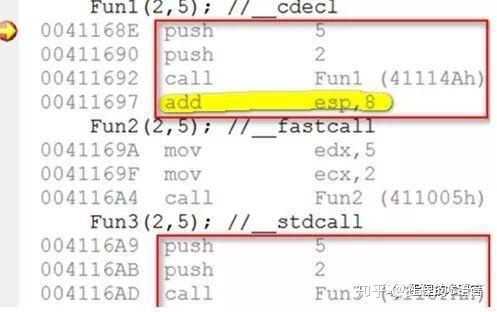 Fun1(2,5); //__cdecl
0041168E push 5
00411690 push 2
00411692 call Fun1 (41114Ah)
00411697 add esp,8
Fun2(2,5); //__fastcall
0041169A mov edx,5
0041169F mov ecx,2
004116A4 call Fun2 (411005h)
Fun3(2,5); //__stdcall
004116A9 push 5
004116AB push 2
004116AD call Fun3
知乎